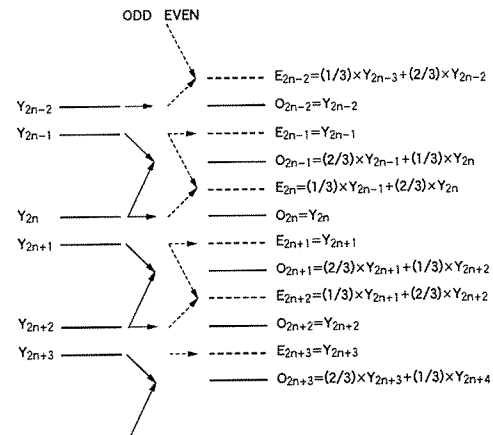 ODD EVEN
E2n-2=(1/3)×Y2n-3+(2/3)×Y2n-2
Y2n-2
O2n-2=Y2n-2
Y2n-1
E2n-1=Y2n-1
O2n-1=(2/3)×Y2n-1+(1/3)×Y2n
E2n=(1/3)×Y2n-1+(2/3)×Y2n
Y2n
O2n=Y2n
Y2n+1
E2n+1=Y2n+1
O2n+1=(2/3)×Y2n+1+(1/3)×Y2n+2
E2n+2=(1/3)×Y2n+1+(2/3)×Y2n+2
Y2n+2
O2n+2=Y2n+2
Y2n+3
E2n+3=Y2n+3
O2n+3=(2/3)×Y2n+3+(1/3)×Y2n+4